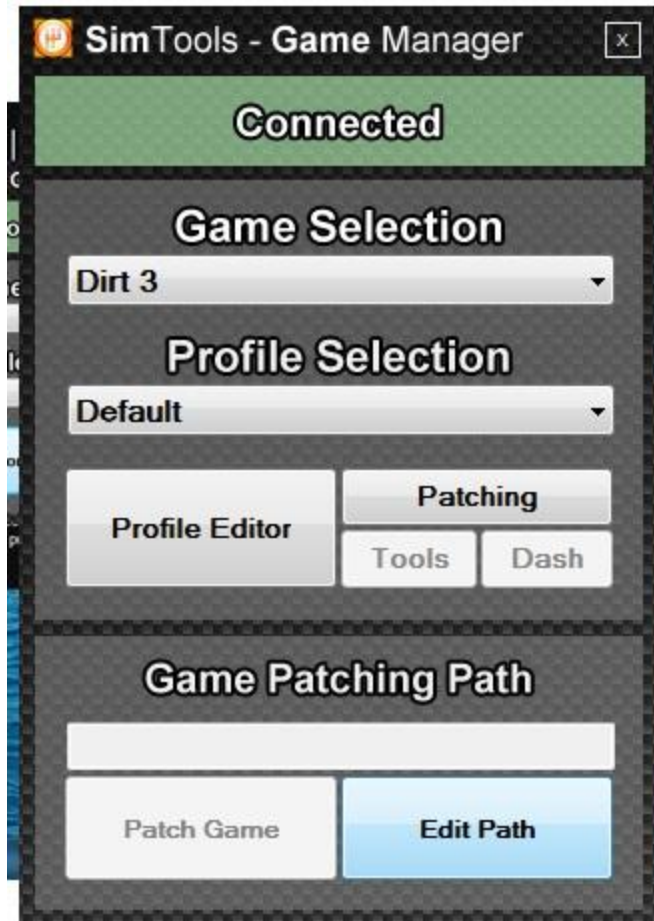 SimTools - Game Manager X
Connected
Game Selection
Dirt 3
Profile Selection
Default
Profile Editor
Patching
Tools Dash
Game Patching Path
Patch Game Edit Path